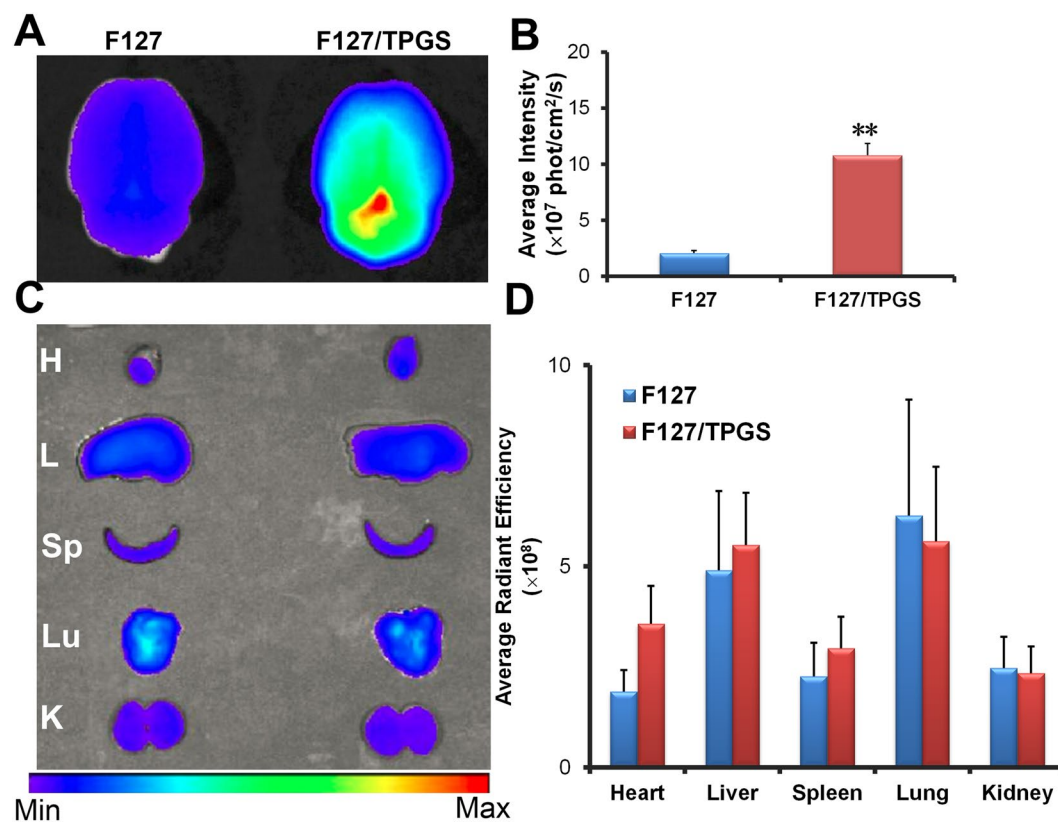 A
F127
F127/TPGS
B
Average Intensity
(×10⁷ phot/cm²/s)
20
15
10
5
0
**
F127
F127/TPGS
C
H
L
Sp
Lu
K
Min
Max
D
Average Radiant Efficiency
(×10⁸)
10
5
0
F127
F127/TPGS
Heart
Liver
Spleen
Lung
Kidney